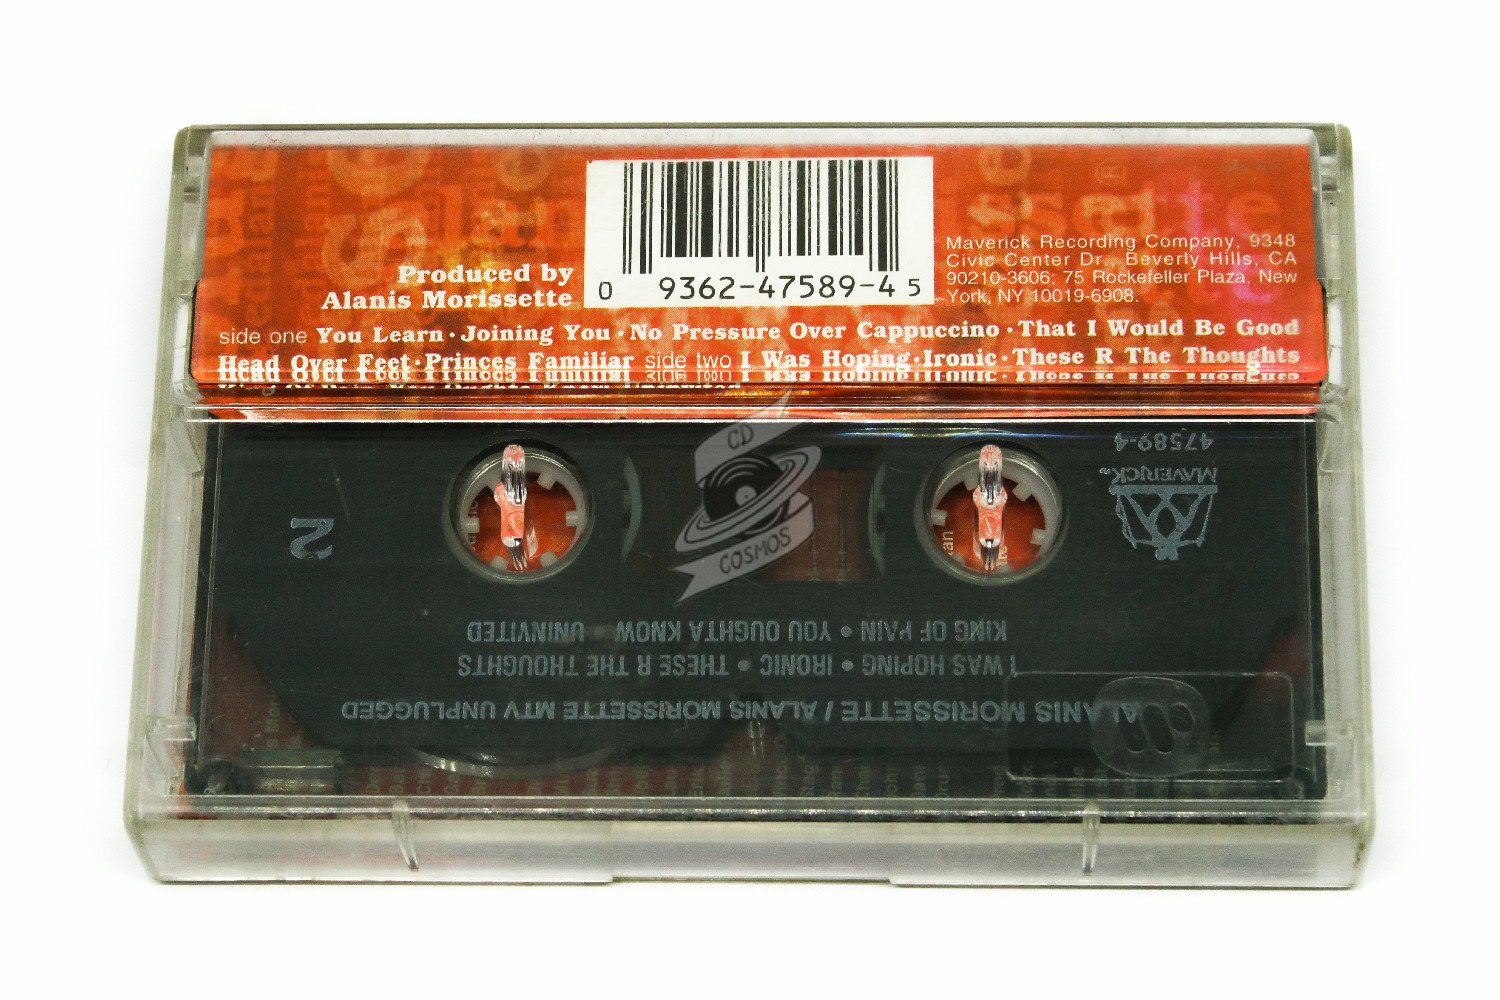 Produced by
Alanis Morissette
0 9362-47589-4 5
Maverick Recording Company, 9348
Civic Center Dr., Beverly Hills, CA
90210-3606; 75 Rockefeller Plaza, New
York, NY 10019-6908.
side one You Learn · Joining You · No Pressure Over Cappuccino · That I Would Be Good
Head Over Feet · Princes Familiar side two I Was Hoping · Ironic · These R The Thoughts
CD
COSMOS
47589-4
MAVERICK
2
ALANIS MORISSETTE / ALANIS MORISSETTE MTV UNPLUGGED
I WAS HOPING • IRONIC • THESE R THE THOUGHTS
KING OF PAIN • YOU OUGHTA KNOW • UNINVITED